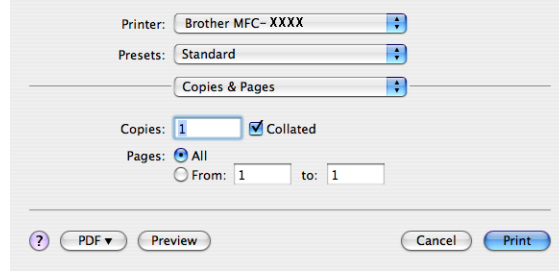 Printer: Brother MFC-XXXX
Presets: Standard
Copies & Pages
Copies: 1 Collated
Pages: All
From: 1 to: 1
? PDF ▼ Preview Cancel Print